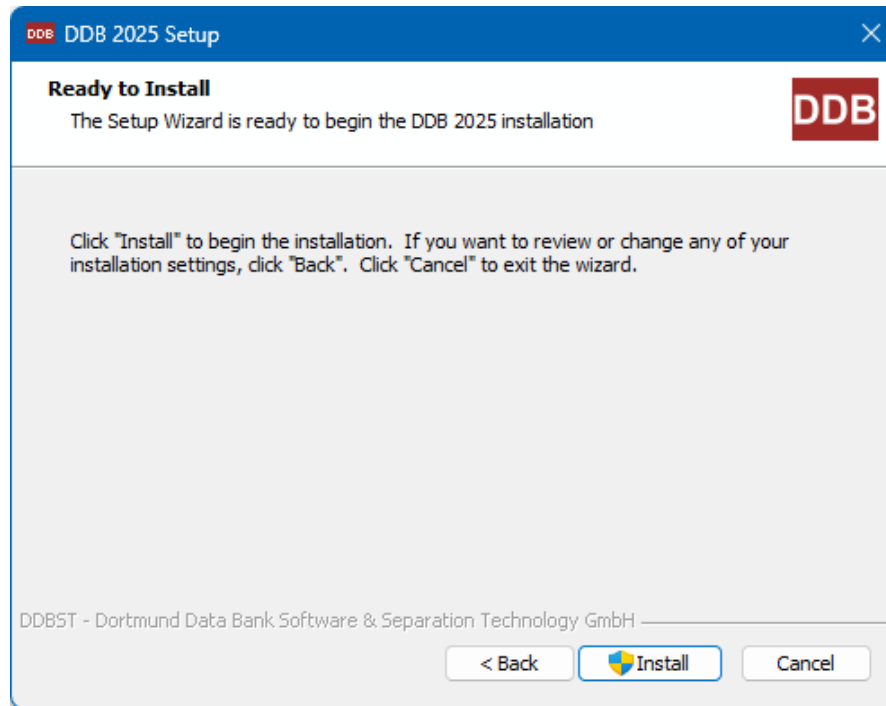 DDB DDB 2025 Setup
Ready to Install
The Setup Wizard is ready to begin the DDB 2025 installation
DDB
Click "Install" to begin the installation. If you want to review or change any of your
installation settings, click "Back". Click "Cancel" to exit the wizard.
DDBST - Dortmund Data Bank Software & Separation Technology GmbH
< Back Install Cancel